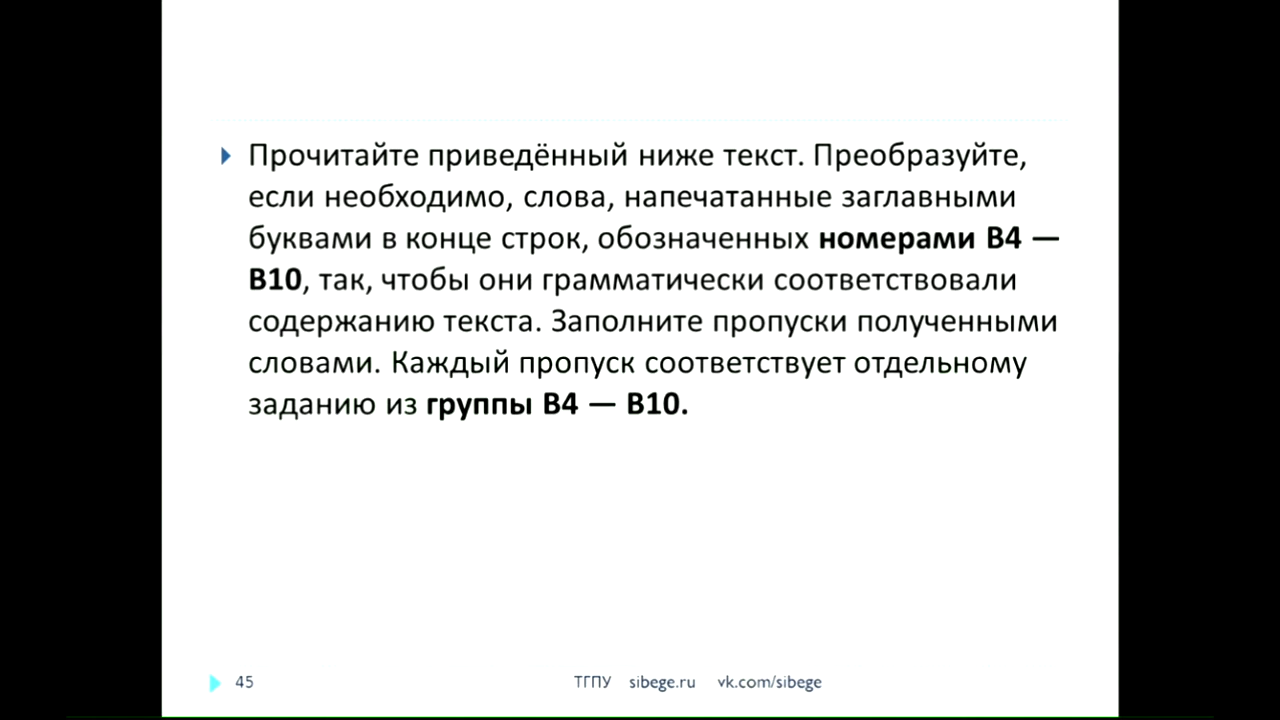 Прочитайте приведённый ниже текст. Преобразуйте,
если необходимо, слова, напечатанные заглавными
буквами в конце строк, обозначенных номерами В4 —
В10, так, чтобы они грамматически соответствовали
содержанию текста. Заполните пропуски полученными
словами. Каждый пропуск соответствует отдельному
заданию из группы В4 — В10.
45 ТГПУ sibege.ru vk.com/sibege